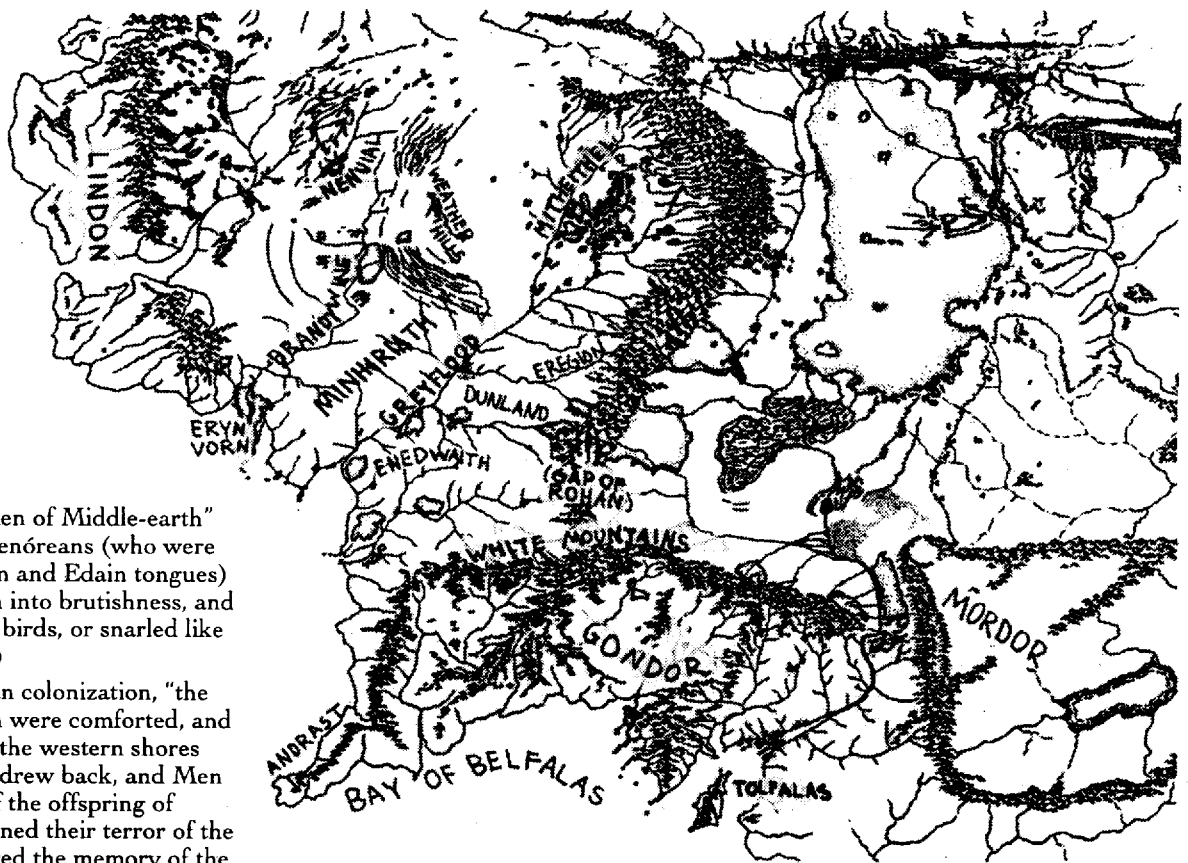 LINDON
NENUIAL
WEATHER
HILLS
MITHEITHEL
BRANDYWINE
MINHIRIATH
GREYFLOOD
EREGION
DUNLAND
ERYN
VORN
ENEDWAITH
(GAP OF
ROHAN)
WHITE MOUNTAINS
MORDOR
GONDOR
ANDRAST
BAY OF BELFALAS
TOLFALAS
en of Middle-earth"
enóreans (who were
n and Edain tongues)
n into brutishness, and
birds, or snarled like
an colonization, "the
n were comforted, and
the western shores
drew back, and Men
f the offspring of
ned their terror of the
ed the memory of the